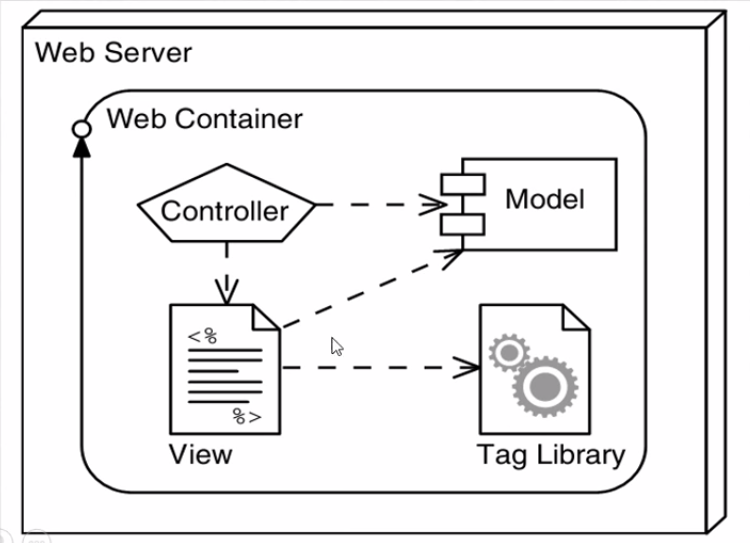 Web Server
Web Container
Controller
Model
<%
%>
View
Tag Library